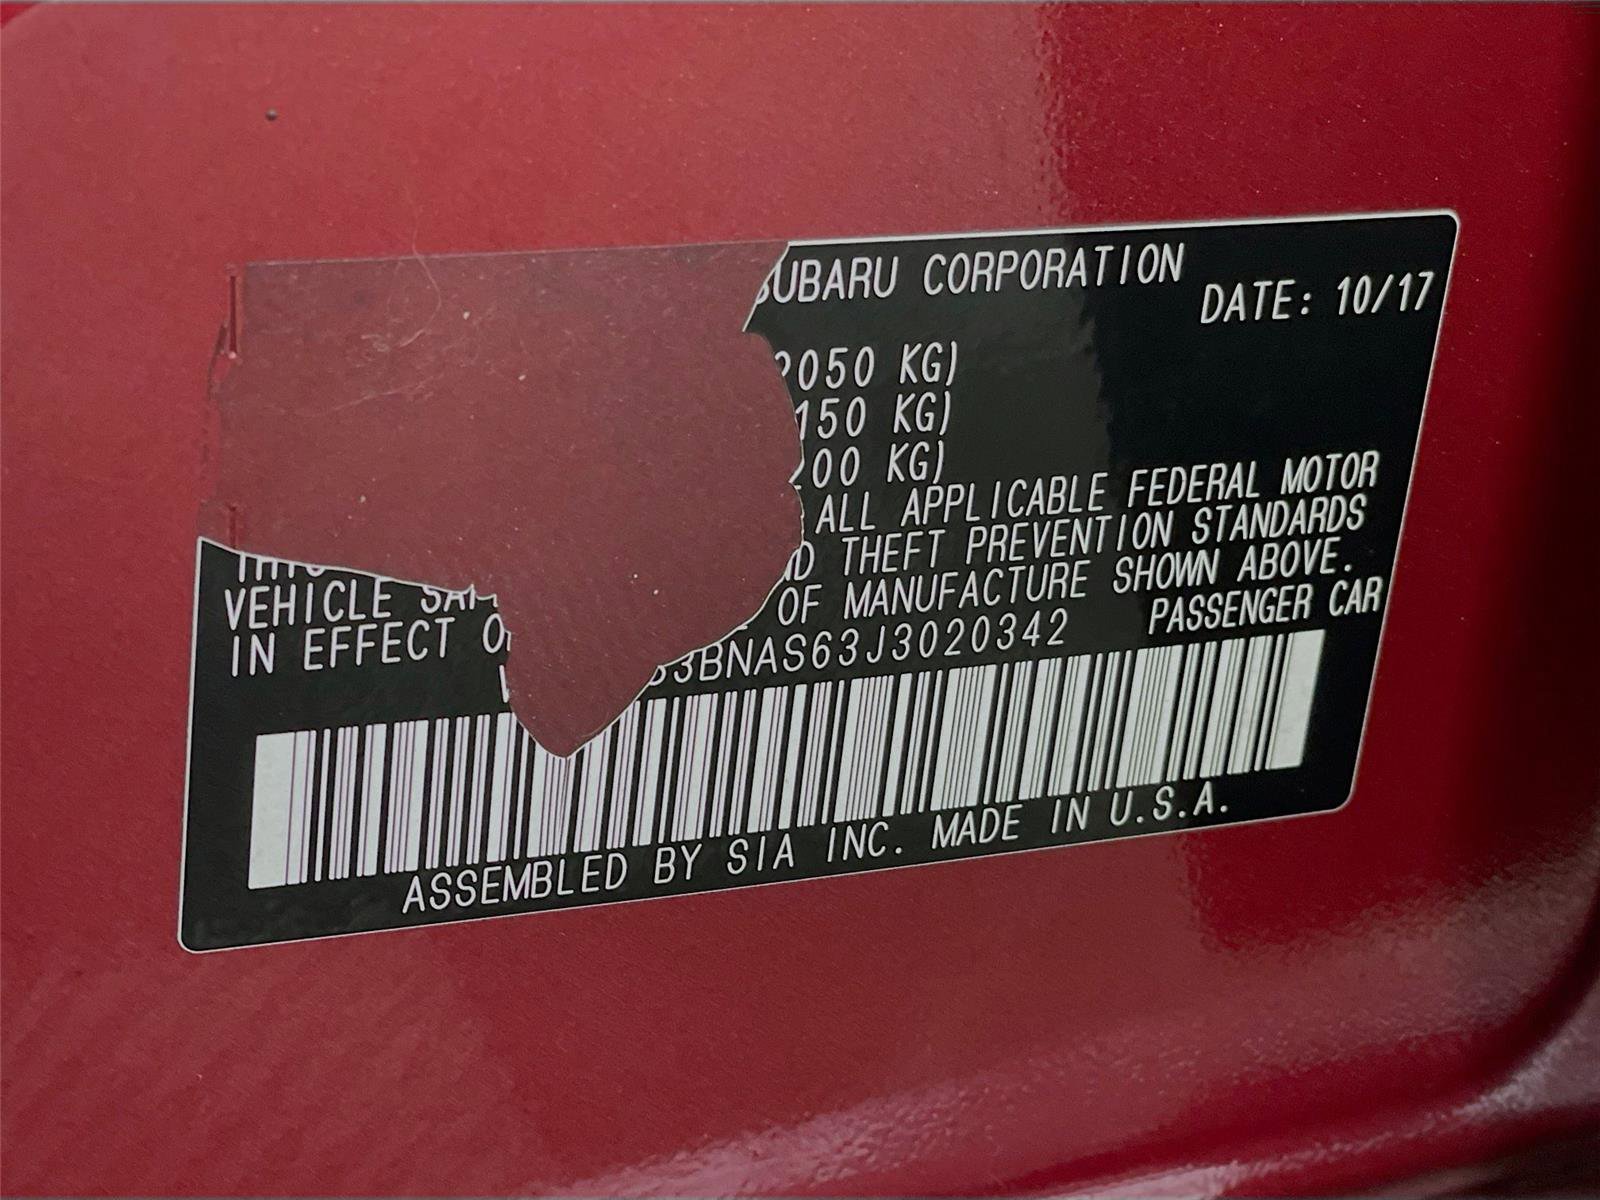 SUBARU CORPORATION
DATE: 10/17
2050 KG)
150 KG)
200 KG)
ALL APPLICABLE FEDERAL MOTOR
VEHICLE THEFT PREVENTION STANDARDS
IN EFFECT OF MANUFACTURE SHOWN ABOVE.
3BNAS63J3020342 PASSENGER CAR
ASSEMBLED BY SIA INC. MADE IN U.S.A.